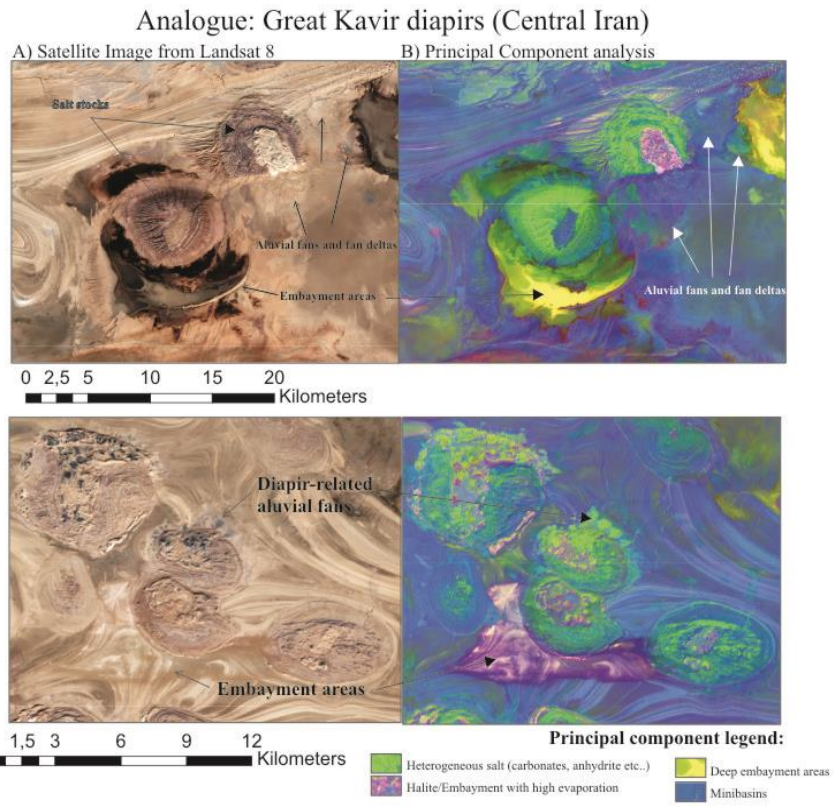 Analogue: Great Kavir diapirs (Central Iran)
A) Satellite Image from Landsat 8
B) Principal Component analysis
Salt stocks
Aluvial fans and fan deltas
Embayment areas
Aluvial fans and fan deltas
0 2,5 5 10 15 20
Kilometers
Diapir-related
aluvial fans
Embayment areas
1,5 3 6 9 12
Kilometers
Principal component legend:
Heterogeneous salt (carbonates, anhydrite etc..)
Halite/Embayment with high evaporation
Deep embayment areas
Minibasins